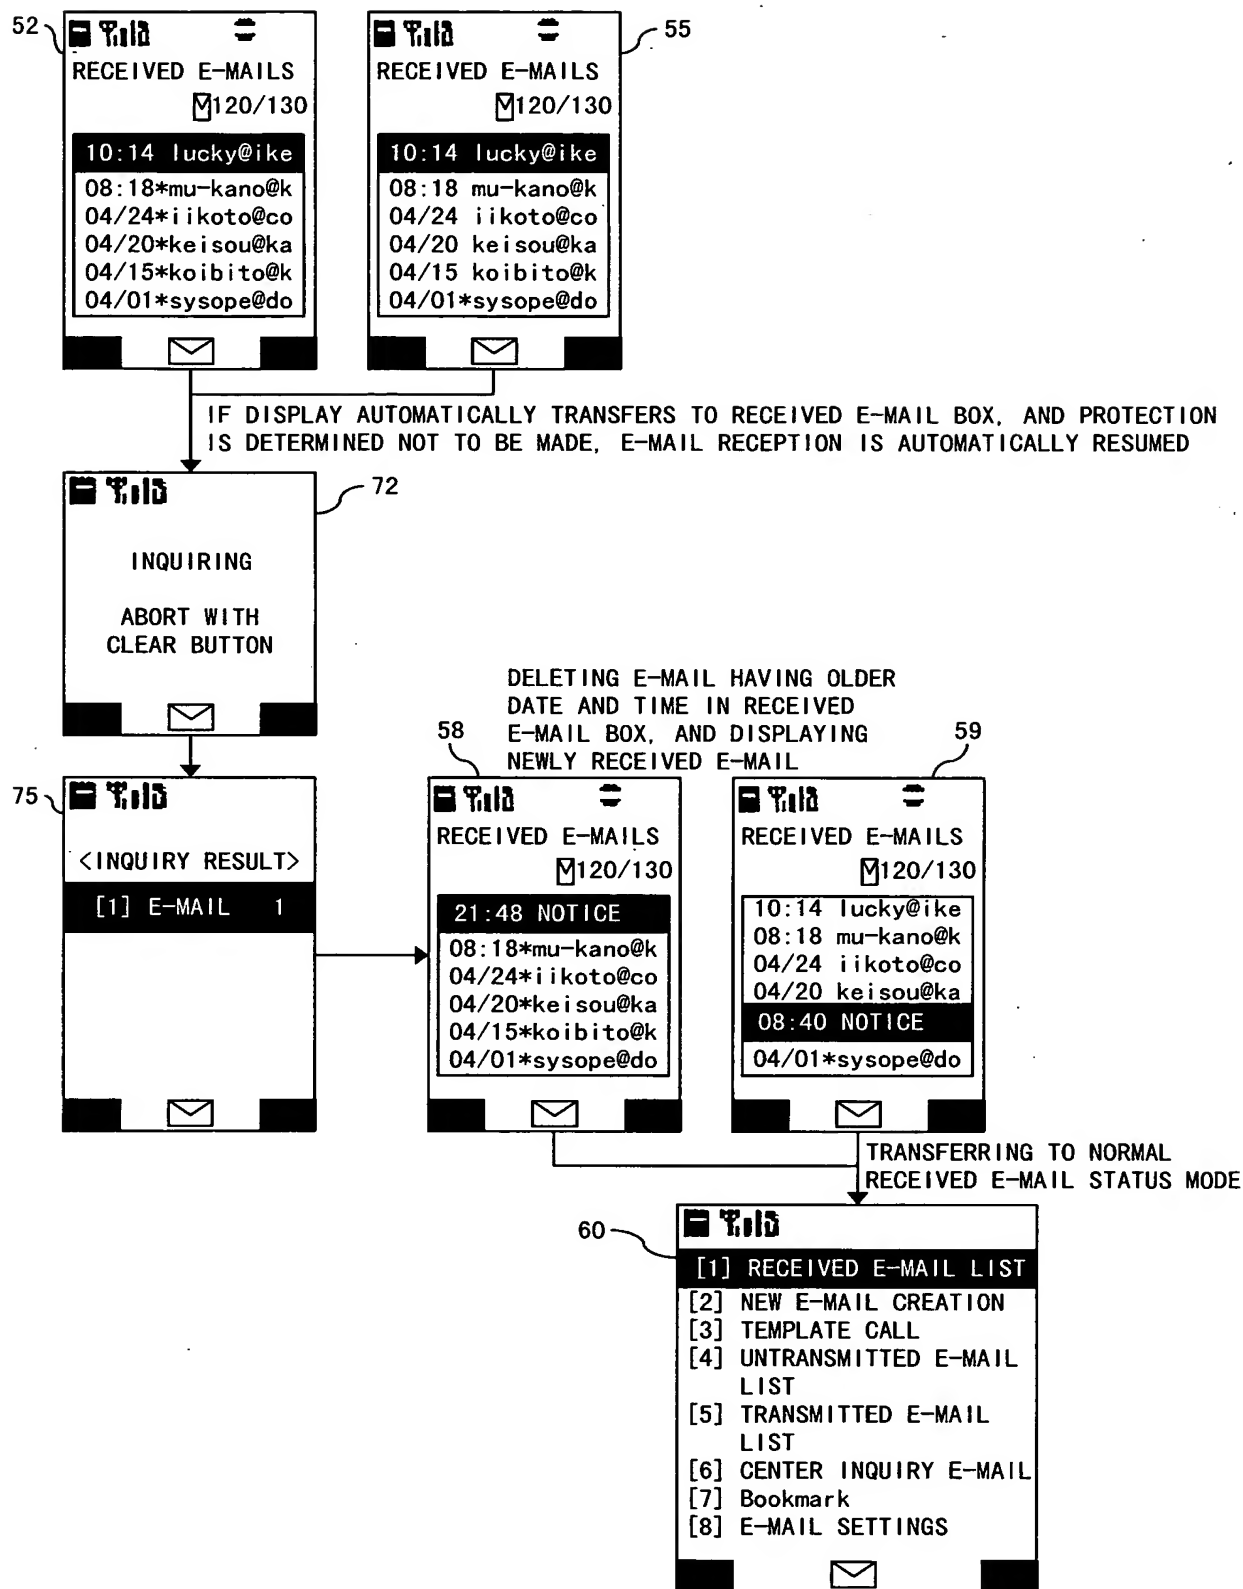 52
RECEIVED E-MAILS
120/130
10:14 lucky@ike
08:18*mu-kano@k
04/24*iikoto@co
04/20*keisou@ka
04/15*koibito@k
04/01*sysope@do
55
RECEIVED E-MAILS
120/130
10:14 lucky@ike
08:18 mu-kano@k
04/24 iikoto@co
04/20 keisou@ka
04/15 koibito@k
04/01*sysope@do
IF DISPLAY AUTOMATICALLY TRANSFERS TO RECEIVED E-MAIL BOX, AND PROTECTION
IS DETERMINED NOT TO BE MADE, E-MAIL RECEPTION IS AUTOMATICALLY RESUMED
72
INQUIRING
ABORT WITH
CLEAR BUTTON
75
<INQUIRY RESULT>
[1] E-MAIL 1
DELETING E-MAIL HAVING OLDER
DATE AND TIME IN RECEIVED
E-MAIL BOX, AND DISPLAYING
NEWLY RECEIVED E-MAIL
58
RECEIVED E-MAILS
120/130
21:48 NOTICE
08:18*mu-kano@k
04/24*iikoto@co
04/20*keisou@ka
04/15*koibito@k
04/01*sysope@do
59
RECEIVED E-MAILS
120/130
10:14 lucky@ike
08:18 mu-kano@k
04/24 iikoto@co
04/20 keisou@ka
08:40 NOTICE
04/01*sysope@do
TRANSFERRING TO NORMAL
RECEIVED E-MAIL STATUS MODE
60
[1] RECEIVED E-MAIL LIST
[2] NEW E-MAIL CREATION
[3] TEMPLATE CALL
[4] UNTRANSMITTED E-MAIL
LIST
[5] TRANSMITTED E-MAIL
LIST
[6] CENTER INQUIRY E-MAIL
[7] Bookmark
[8] E-MAIL SETTINGS